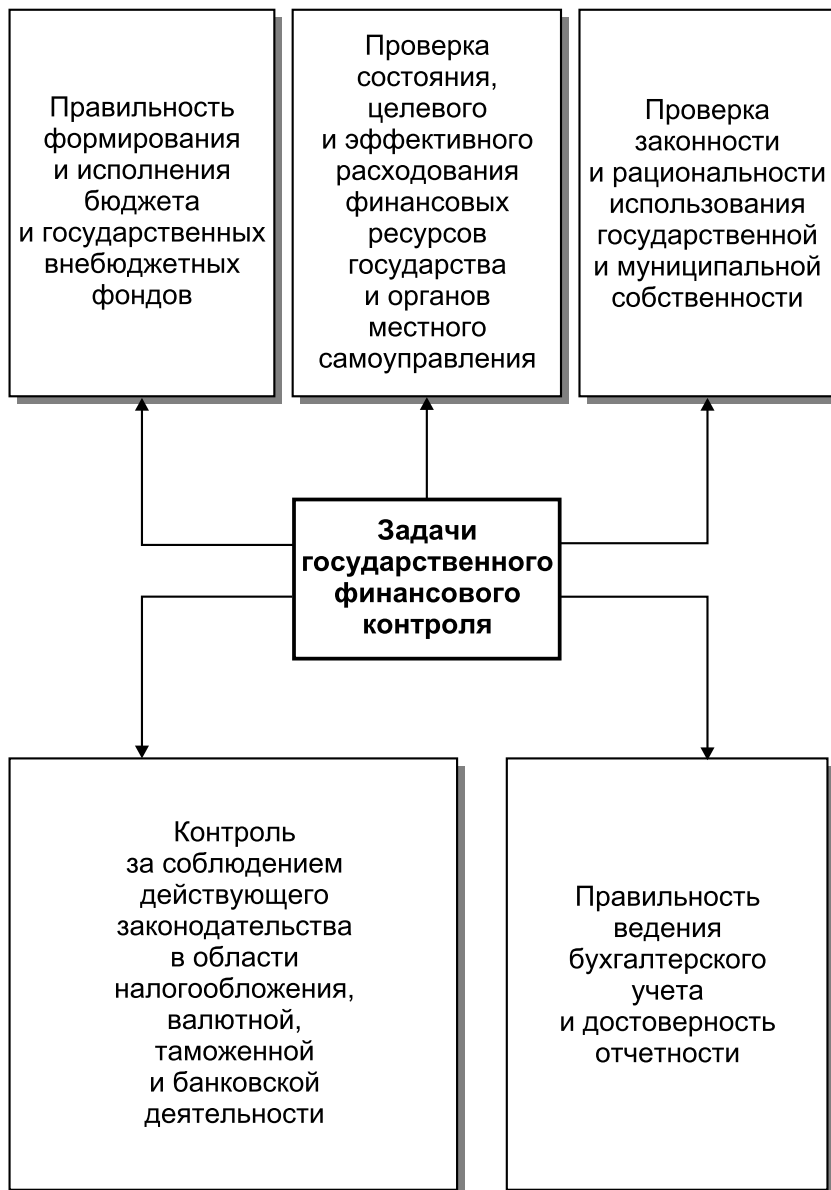 Правильность
формирования
и исполнения
бюджета
и государственных
внебюджетных
фондов
Проверка
состояния,
целевого
и эффективного
расходования
финансовых
ресурсов
государства
и органов
местного
самоуправления
Проверка
законности
и рациональности
использования
государственной
и муниципальной
собственности
Задачи
государственного
финансового
контроля
Контроль
за соблюдением
действующего
законодательства
в области
налогообложения,
валютной,
таможенной
и банковской
деятельности
Правильность
ведения
бухгалтерского
учета
и достоверность
отчетности